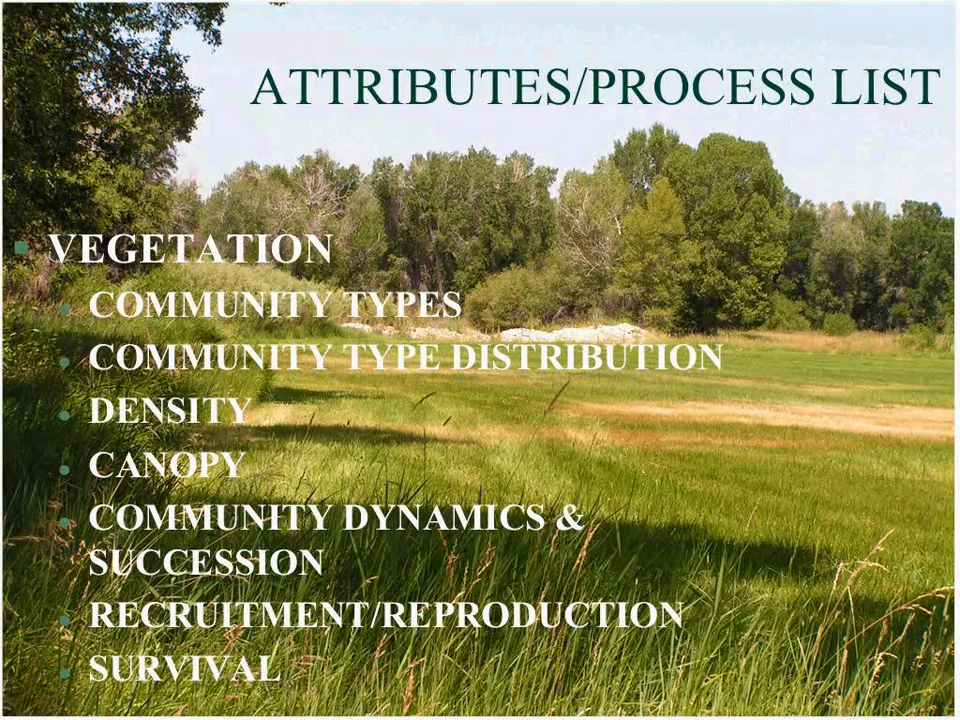 ATTRIBUTES/PROCESS LIST
VEGETATION
COMMUNITY TYPES
COMMUNITY TYPE DISTRIBUTION
DENSITY
CANOPY
COMMUNITY DYNAMICS &
SUCCESSION
RECRUITMENT/REPRODUCTION
SURVIVAL